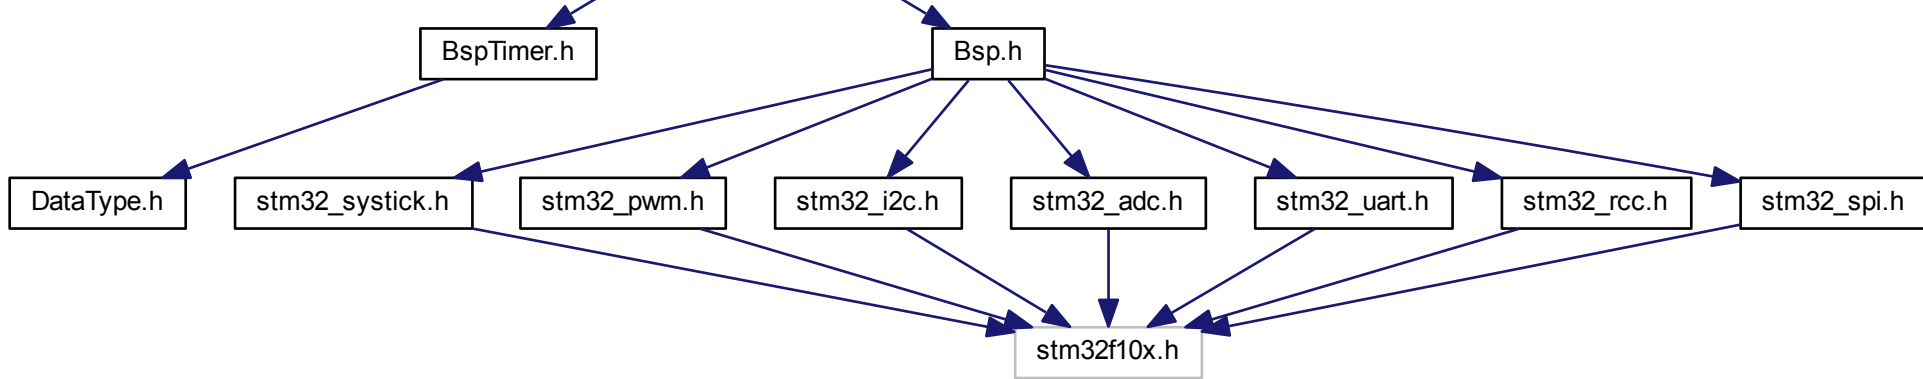 BspTimer.h
Bsp.h
DataType.h
stm32_systick.h
stm32_pwm.h
stm32_i2c.h
stm32_adc.h
stm32_uart.h
stm32_rcc.h
stm32_spi.h
stm32f10x.h